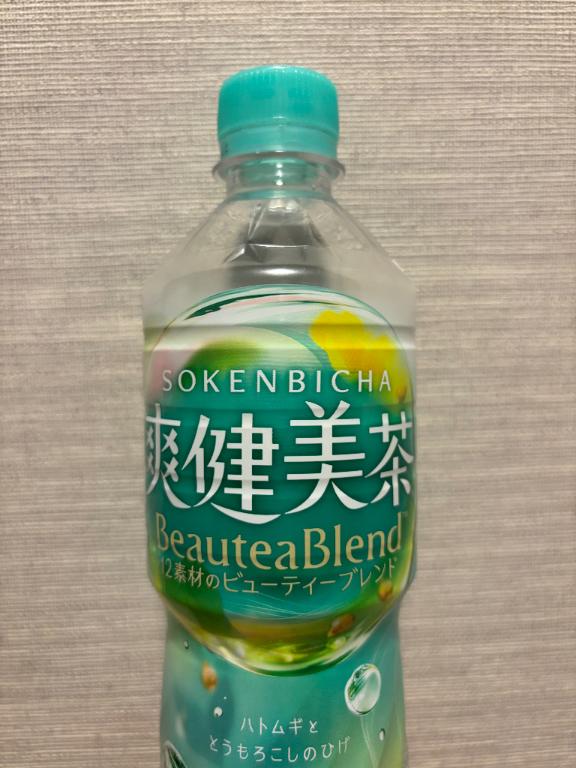 SOKENBICHA
爽健美茶
BeauteaBlend™
12素材のビューティーブレンド
ハトムギと
とうもろこしのひげ